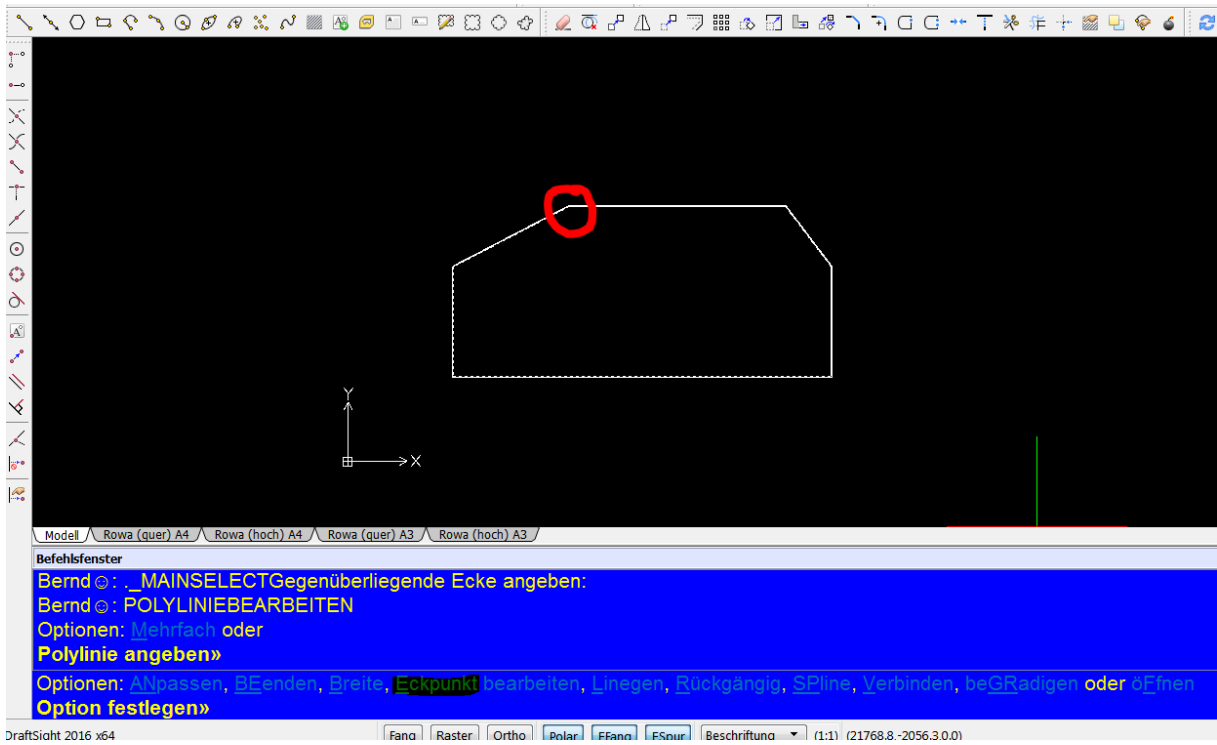 Y
X
Modell Rowa (quer) A4 Rowa (hoch) A4 Rowa (quer) A3 Rowa (hoch) A3
Befehlsfenster
Bernd☺: ._MAINSELECTGegenüberliegende Ecke angeben:
Bernd☺: POLYLINIEBEARBEITEN
Optionen: Mehrfach oder
Polylinie angeben»
Optionen: ANpassen, BEenden, Breite, Eckpunkt bearbeiten, Linegen, Rückgängig, SPline, Verbinden, beGRadigen oder öFfnen
Option festlegen»
DraftSight 2016 x64 Fang Raster Ortho Polar EFang ESpur Beschriftung (1:1) (21768.8,-2056.3,0.0)